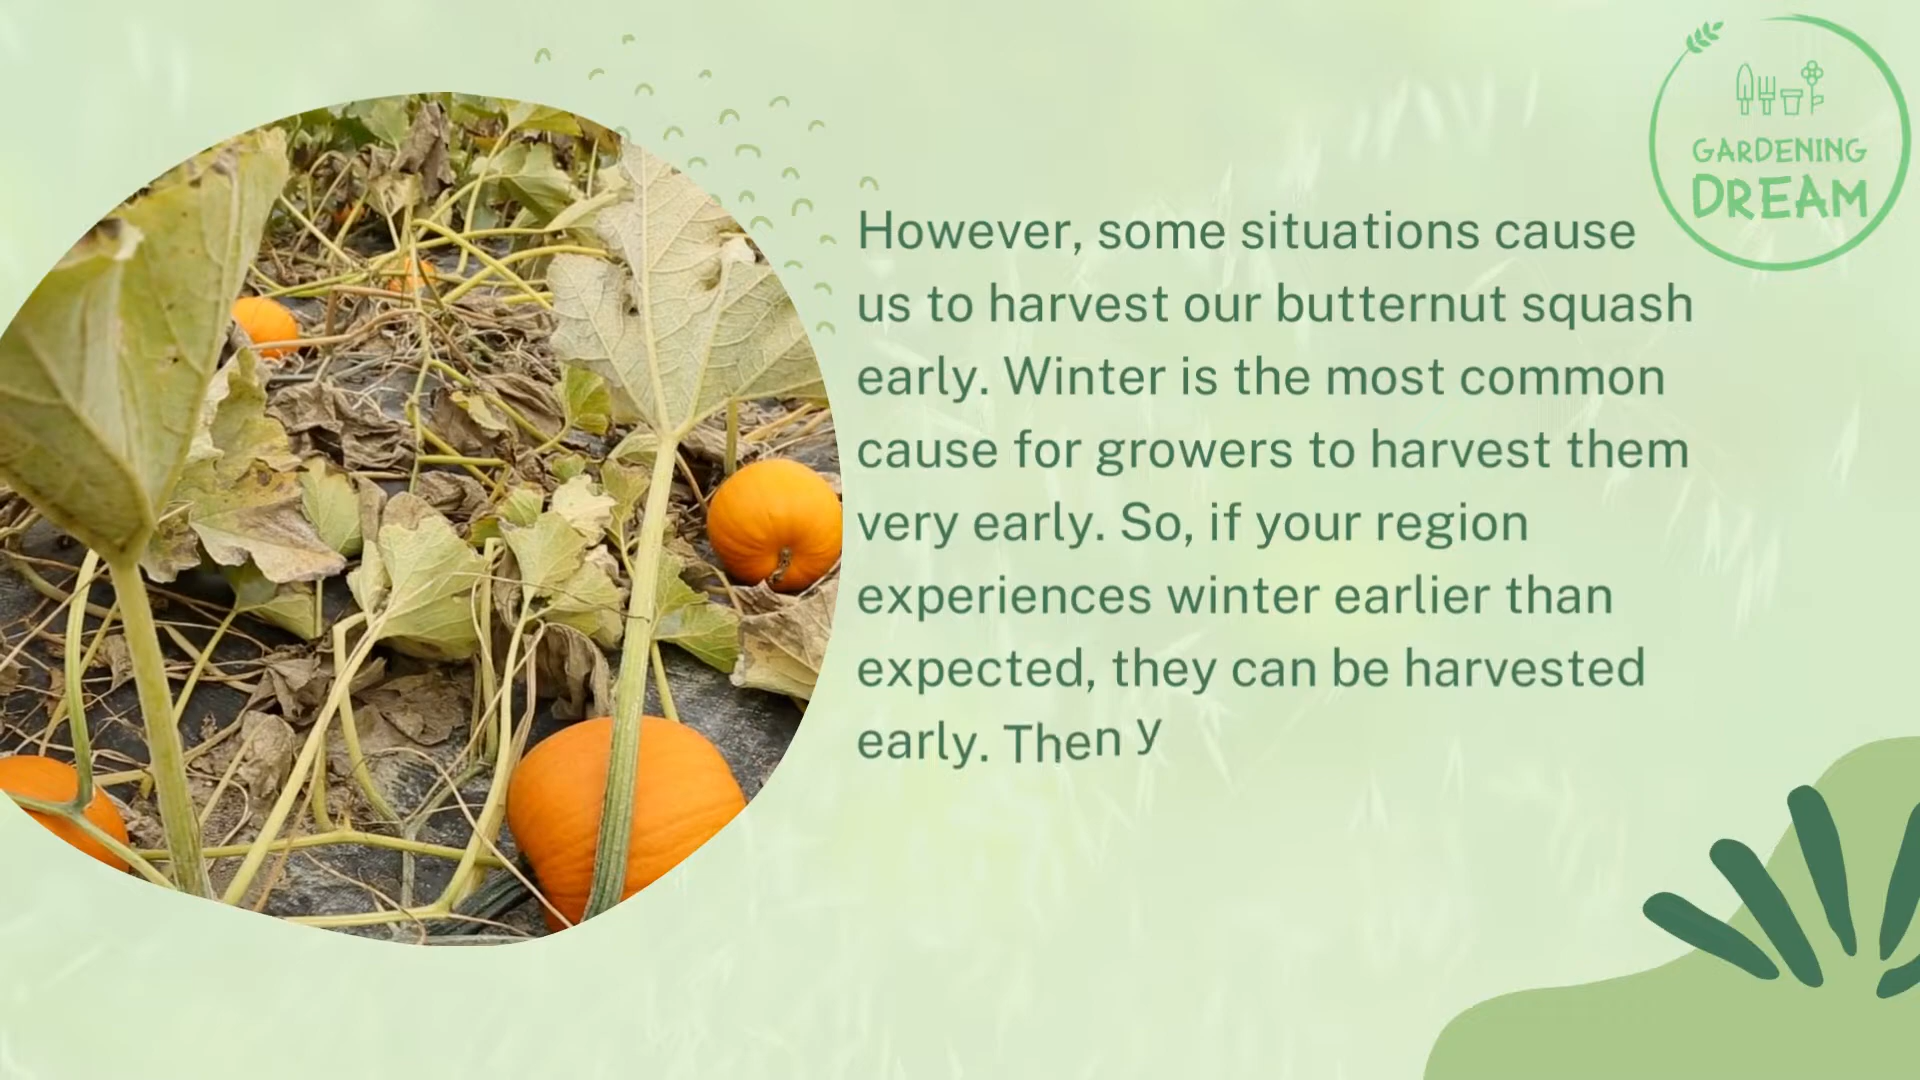 GARDENING
DREAM
However, some situations cause
us to harvest our butternut squash
early. Winter is the most common
cause for growers to harvest them
very early. So, if your region
experiences winter earlier than
expected, they can be harvested
early. Then y